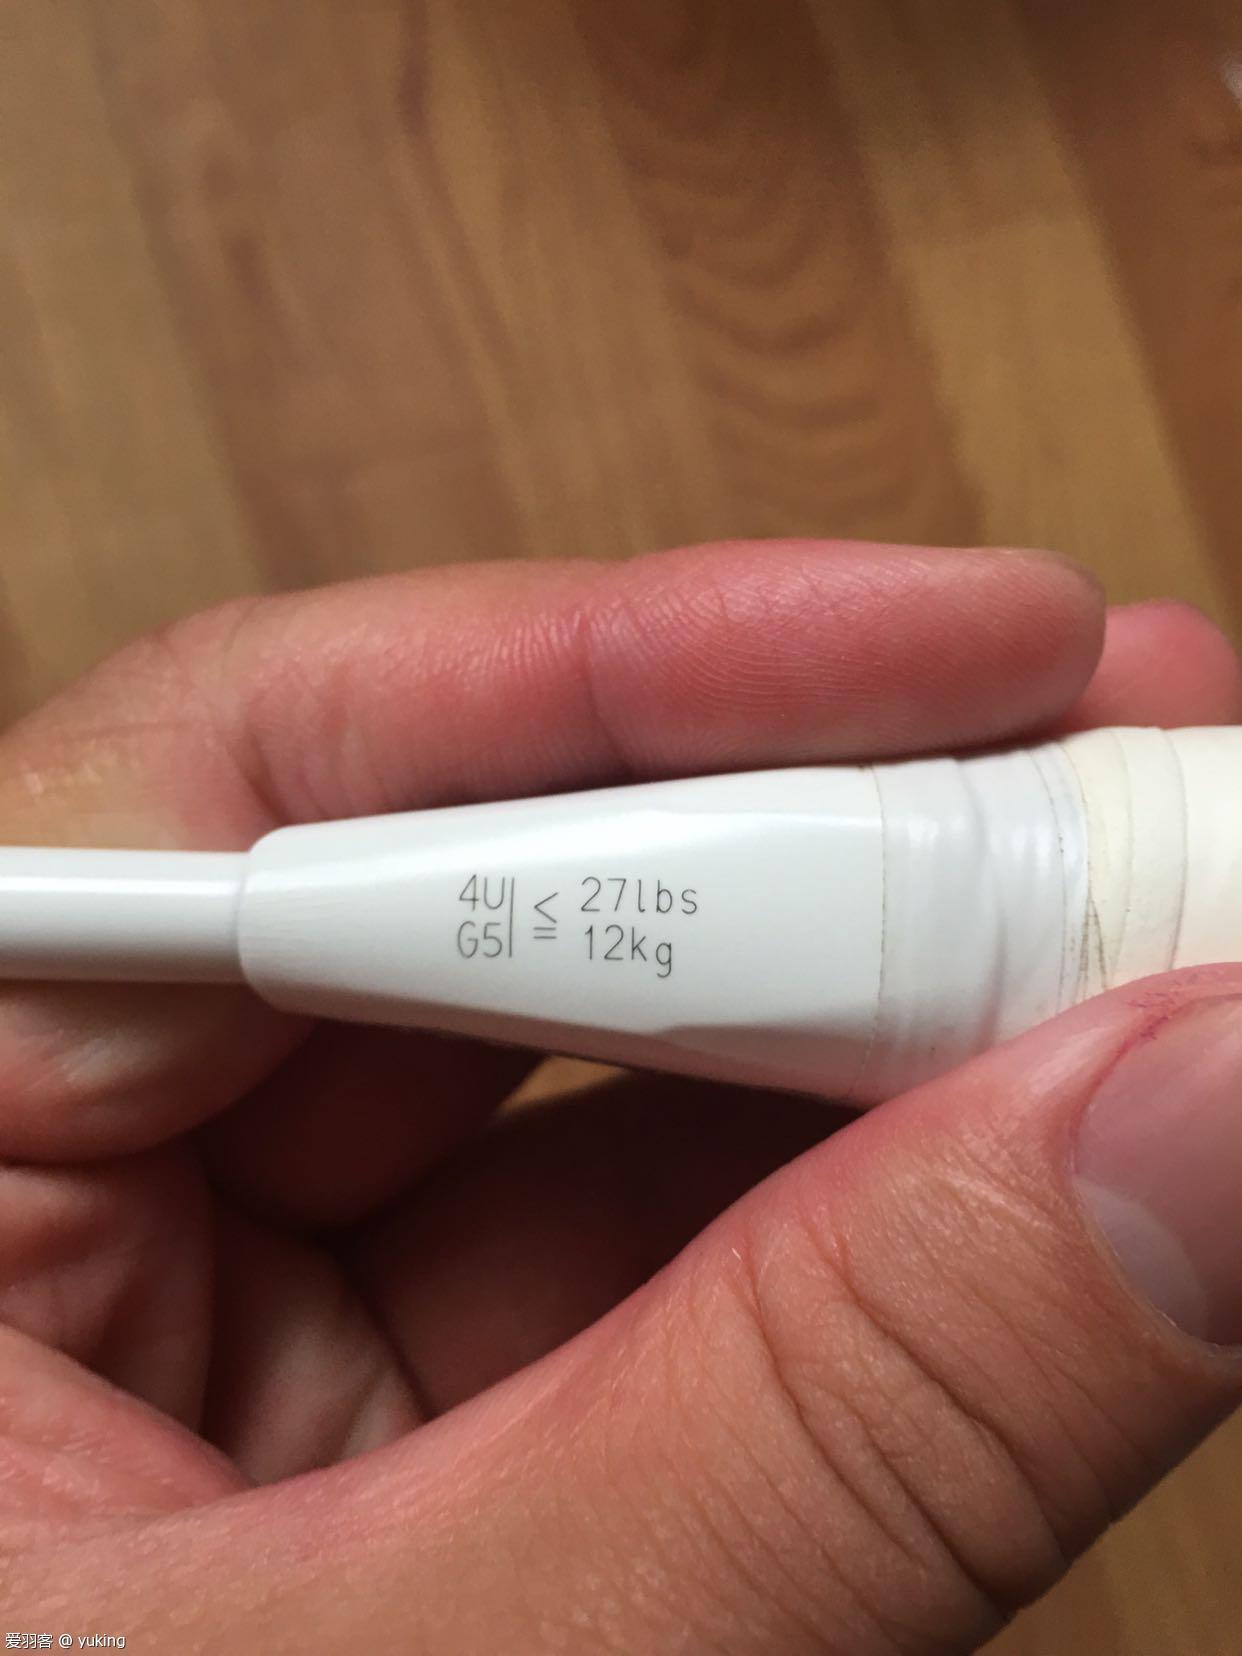 4U| ≦ 27lbs
G5| 12kg
爱羽客 @ yuking